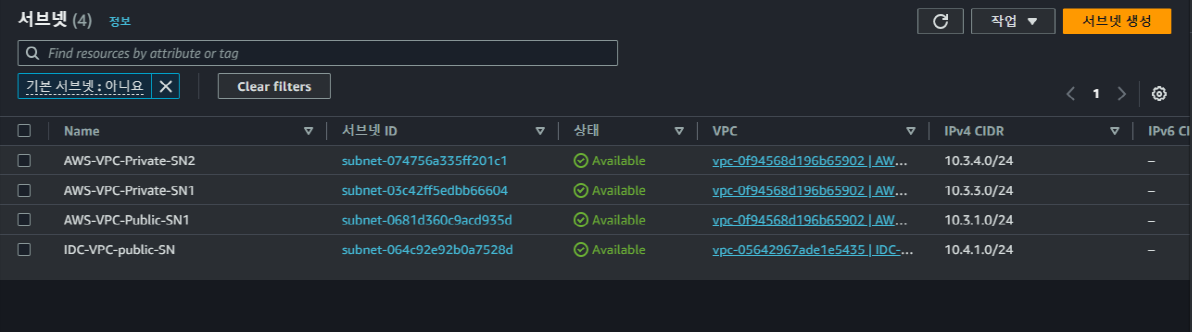 서브넷 (4) 정보
작업 서브넷 생성
Find resources by attribute or tag
기본 서브넷 : 아니요 Clear filters
1
Name 서브넷 ID 상태 VPC IPv4 CIDR IPv6 CI
AWS-VPC-Private-SN2 subnet-074756a335ff201c1 Available vpc-0f94568d196b65902 | AW... 10.3.4.0/24 –
AWS-VPC-Private-SN1 subnet-03c42ff5edbb66604 Available vpc-0f94568d196b65902 | AW... 10.3.3.0/24 –
AWS-VPC-Public-SN1 subnet-0681d360c9acd935d Available vpc-0f94568d196b65902 | AW... 10.3.1.0/24 –
IDC-VPC-public-SN subnet-064c92e92b0a7528d Available vpc-05642967ade1e5435 | IDC-... 10.4.1.0/24 –